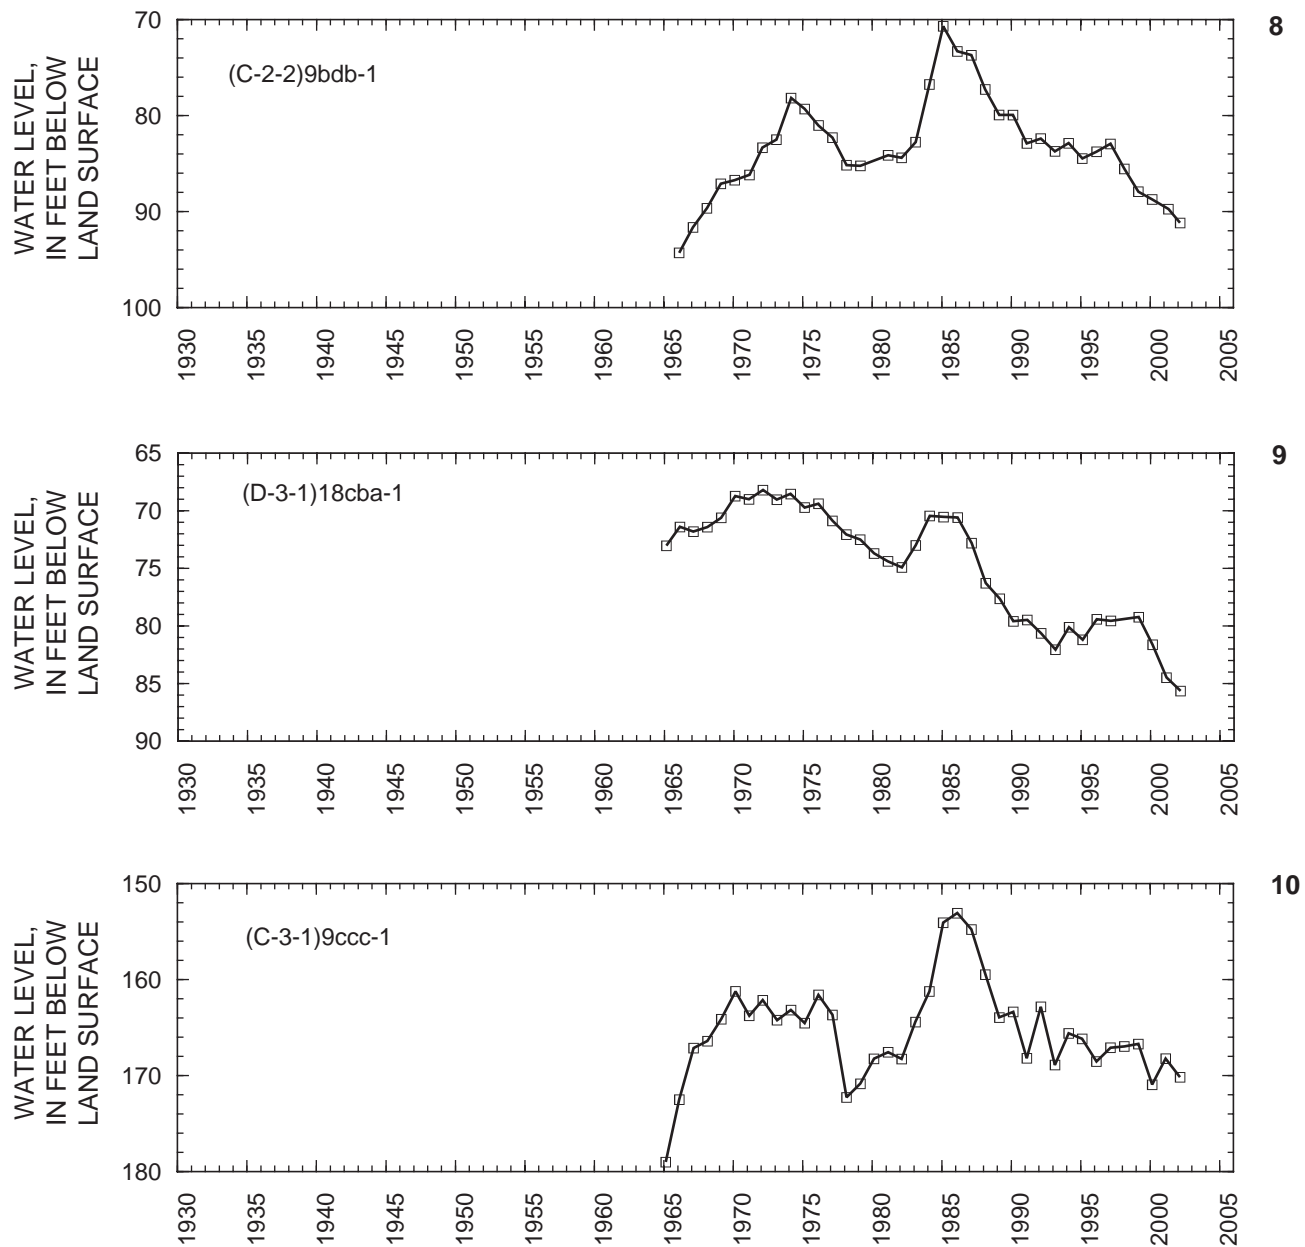 8
WATER LEVEL,
IN FEET BELOW
LAND SURFACE
(C-2-2)9bdb-1
70
80
90
100
1930 1935 1940 1945 1950 1955 1960 1965 1970 1975 1980 1985 1990 1995 2000 2005
9
WATER LEVEL,
IN FEET BELOW
LAND SURFACE
(D-3-1)18cba-1
65
70
75
80
85
90
1930 1935 1940 1945 1950 1955 1960 1965 1970 1975 1980 1985 1990 1995 2000 2005
10
WATER LEVEL,
IN FEET BELOW
LAND SURFACE
(C-3-1)9ccc-1
150
160
170
180
1930 1935 1940 1945 1950 1955 1960 1965 1970 1975 1980 1985 1990 1995 2000 2005